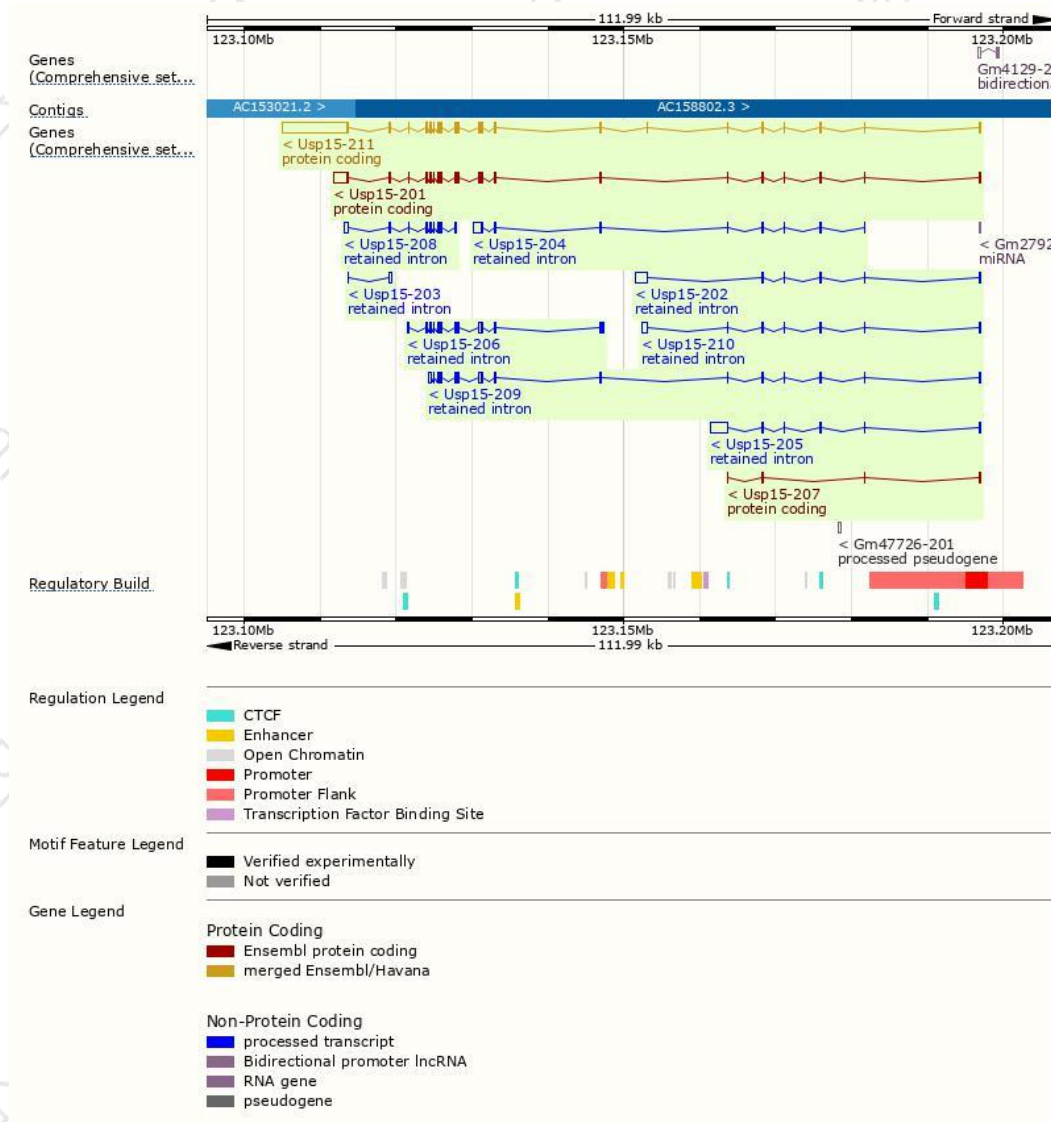 111.99 kb
Forward strand
123.10Mb
123.15Mb
123.20Mb
Genes
(Comprehensive set...
Gm4129-2
bidirectiona
Contigs
AC153021.2 >
AC158802.3 >
Genes
(Comprehensive set...
< Usp15-211
protein coding
< Usp15-201
protein coding
< Usp15-208
retained intron
< Usp15-204
retained intron
< Gm2792
miRNA
< Usp15-203
retained intron
< Usp15-202
retained intron
< Usp15-206
retained intron
< Usp15-210
retained intron
< Usp15-209
retained intron
< Usp15-205
retained intron
< Usp15-207
protein coding
< Gm47726-201
processed pseudogene
Regulatory Build
123.10Mb
123.15Mb
123.20Mb
Reverse strand
111.99 kb
Regulation Legend
CTCF
Enhancer
Open Chromatin
Promoter
Promoter Flank
Transcription Factor Binding Site
Motif Feature Legend
Verified experimentally
Not verified
Gene Legend
Protein Coding
Ensembl protein coding
merged Ensembl/Havana
Non-Protein Coding
processed transcript
Bidirectional promoter lncRNA
RNA gene
pseudogene